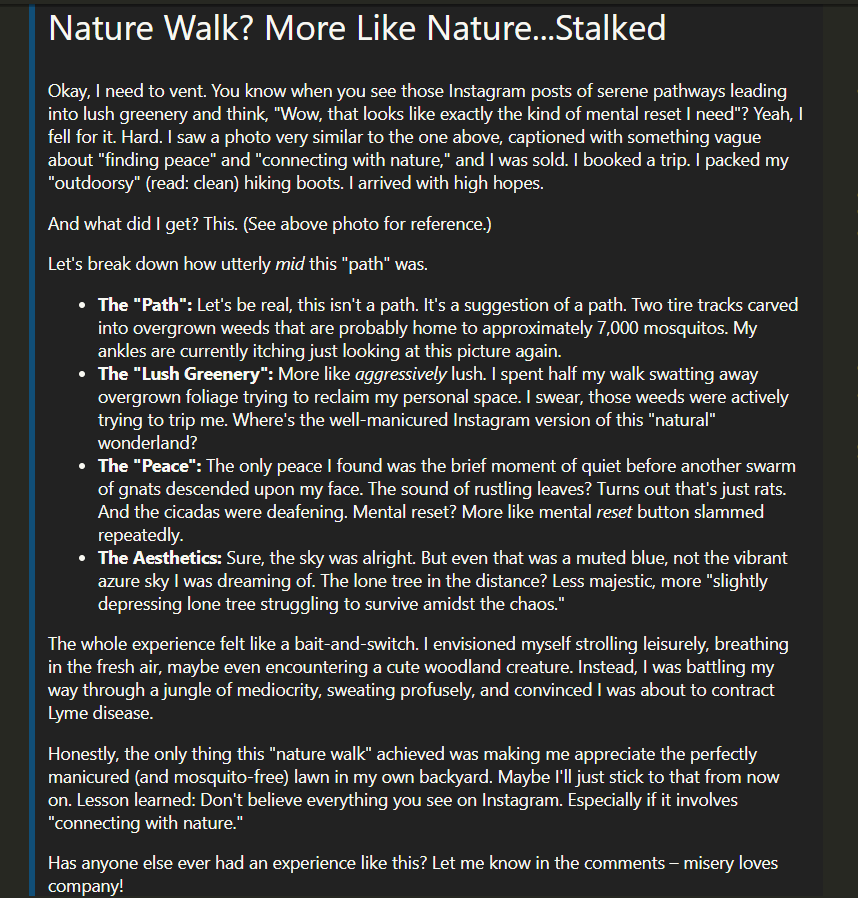 Nature Walk? More Like Nature...Stalked
Okay, I need to vent. You know when you see those Instagram posts of serene pathways leading
into lush greenery and think, "Wow, that looks like exactly the kind of mental reset I need"? Yeah, I
fell for it. Hard. I saw a photo very similar to the one above, captioned with something vague
about "finding peace" and "connecting with nature," and I was sold. I booked a trip. I packed my
"outdoorsy" (read: clean) hiking boots. I arrived with high hopes.
And what did I get? This. (See above photo for reference.)
Let's break down how utterly mid this "path" was.
• The "Path": Let's be real, this isn't a path. It's a suggestion of a path. Two tire tracks carved
into overgrown weeds that are probably home to approximately 7,000 mosquitos. My
ankles are currently itching just looking at this picture again.
• The "Lush Greenery": More like aggressively lush. I spent half my walk swatting away
overgrown foliage trying to reclaim my personal space. I swear, those weeds were actively
trying to trip me. Where's the well-manicured Instagram version of this "natural"
wonderland?
• The "Peace": The only peace I found was the brief moment of quiet before another swarm
of gnats descended upon my face. The sound of rustling leaves? Turns out that's just rats.
And the cicadas were deafening. Mental reset? More like mental reset button slammed
repeatedly.
• The Aesthetics: Sure, the sky was alright. But even that was a muted blue, not the vibrant
azure sky I was dreaming of. The lone tree in the distance? Less majestic, more "slightly
depressing lone tree struggling to survive amidst the chaos."
The whole experience felt like a bait-and-switch. I envisioned myself strolling leisurely, breathing
in the fresh air, maybe even encountering a cute woodland creature. Instead, I was battling my
way through a jungle of mediocrity, sweating profusely, and convinced I was about to contract
Lyme disease.
Honestly, the only thing this "nature walk" achieved was making me appreciate the perfectly
manicured (and mosquito-free) lawn in my own backyard. Maybe I'll just stick to that from now
on. Lesson learned: Don't believe everything you see on Instagram. Especially if it involves
"connecting with nature."
Has anyone else ever had an experience like this? Let me know in the comments – misery loves
company!